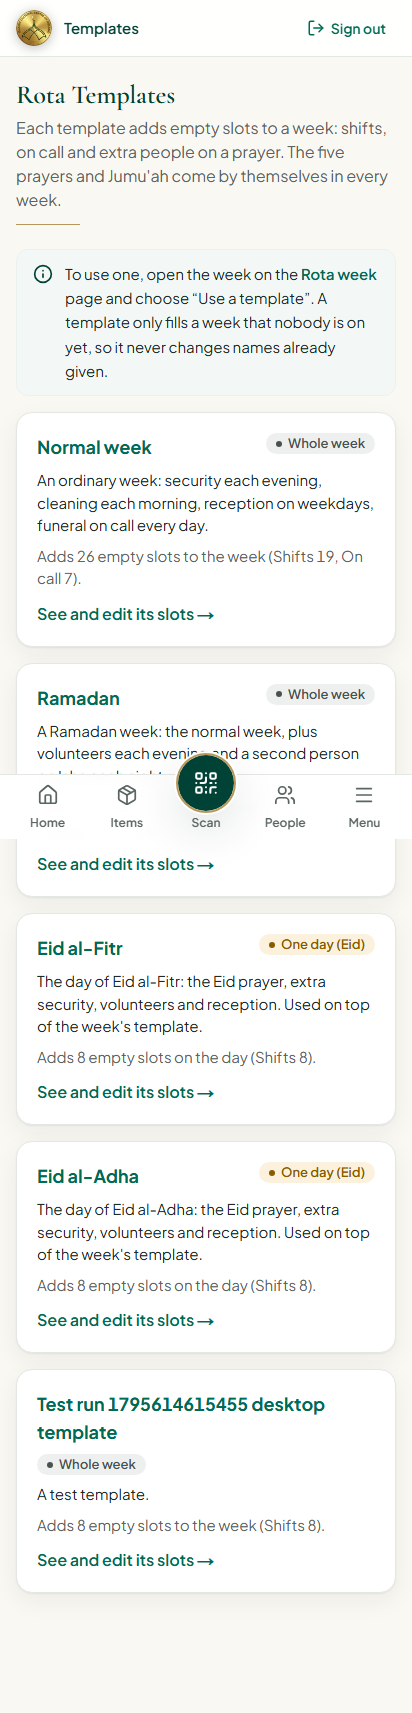 Templates
Sign out
Rota Templates
Each template adds empty slots to a week: shifts,
on call and extra people on a prayer. The five
prayers and Jumu'ah come by themselves in every
week.
To use one, open the week on the Rota week
page and choose “Use a template”. A
template only fills a week that nobody is on
yet, so it never changes names already
given.
Normal week
Whole week
An ordinary week: security each evening,
cleaning each morning, reception on weekdays,
funeral on call every day.
Adds 26 empty slots to the week (Shifts 19, On
call 7).
See and edit its slots →
Ramadan
Whole week
A Ramadan week: the normal week, plus
volunteers each evening and a second person
Home
Items
Scan
People
Menu
See and edit its slots →
Eid al-Fitr
One day (Eid)
The day of Eid al-Fitr: the Eid prayer, extra
security, volunteers and reception. Used on top
of the week's template.
Adds 8 empty slots on the day (Shifts 8).
See and edit its slots →
Eid al-Adha
One day (Eid)
The day of Eid al-Adha: the Eid prayer, extra
security, volunteers and reception. Used on top
of the week's template.
Adds 8 empty slots on the day (Shifts 8).
See and edit its slots →
Test run 1795614615455 desktop
template
Whole week
A test template.
Adds 8 empty slots to the week (Shifts 8).
See and edit its slots →